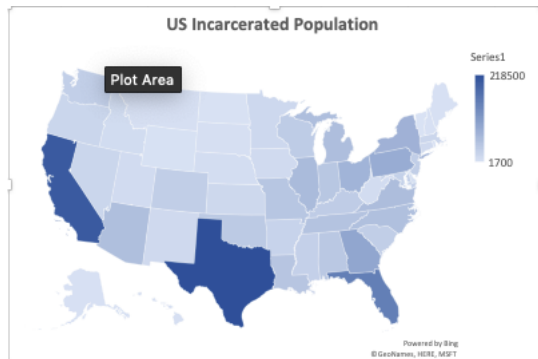 US Incarcerated Population
Plot Area
Series1
218500
1700
Powered by Bing
© GeoNames, HERE, MSFT